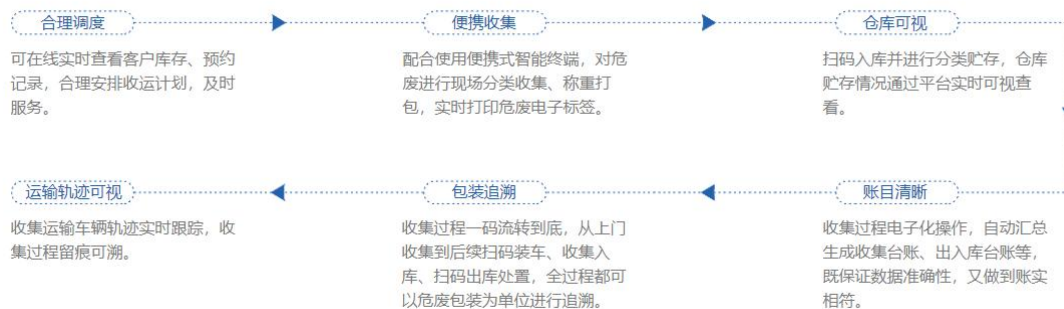 合理调度
便携收集
仓库可视
可在线实时查看客户库存、预约
记录，合理安排收运计划，及时
服务。
配合使用便携式智能终端，对危
废进行现场分类收集、称重打
包，实时打印危废电子标签。
扫码入库并进行分类贮存，仓库
贮存情况通过平台实时可视查
看。
运输轨迹可视
包装追溯
账目清晰
收集运输车辆轨迹实时跟踪，收
集过程留痕可溯。
收集过程一码流转到底，从上门
收集到后续扫码装车、收集入
库、扫码出库处置，全过程都可
以危废包装为单位进行追溯。
收集过程电子化操作，自动汇总
生成收集台账、出入库台账等，
既保证数据准确性，又做到账实
相符。